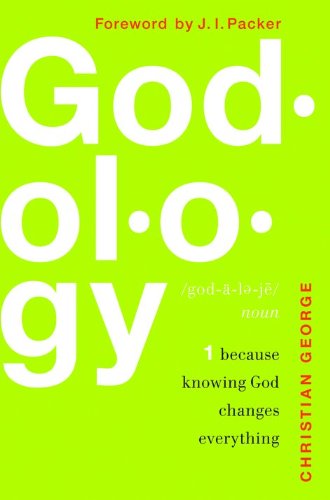 Foreword by J. I. Packer
God·
ol·o·
gy
/god-ā-lə-jē/
noun
1 because
knowing God
changes
everything
CHRISTIAN GEORGE